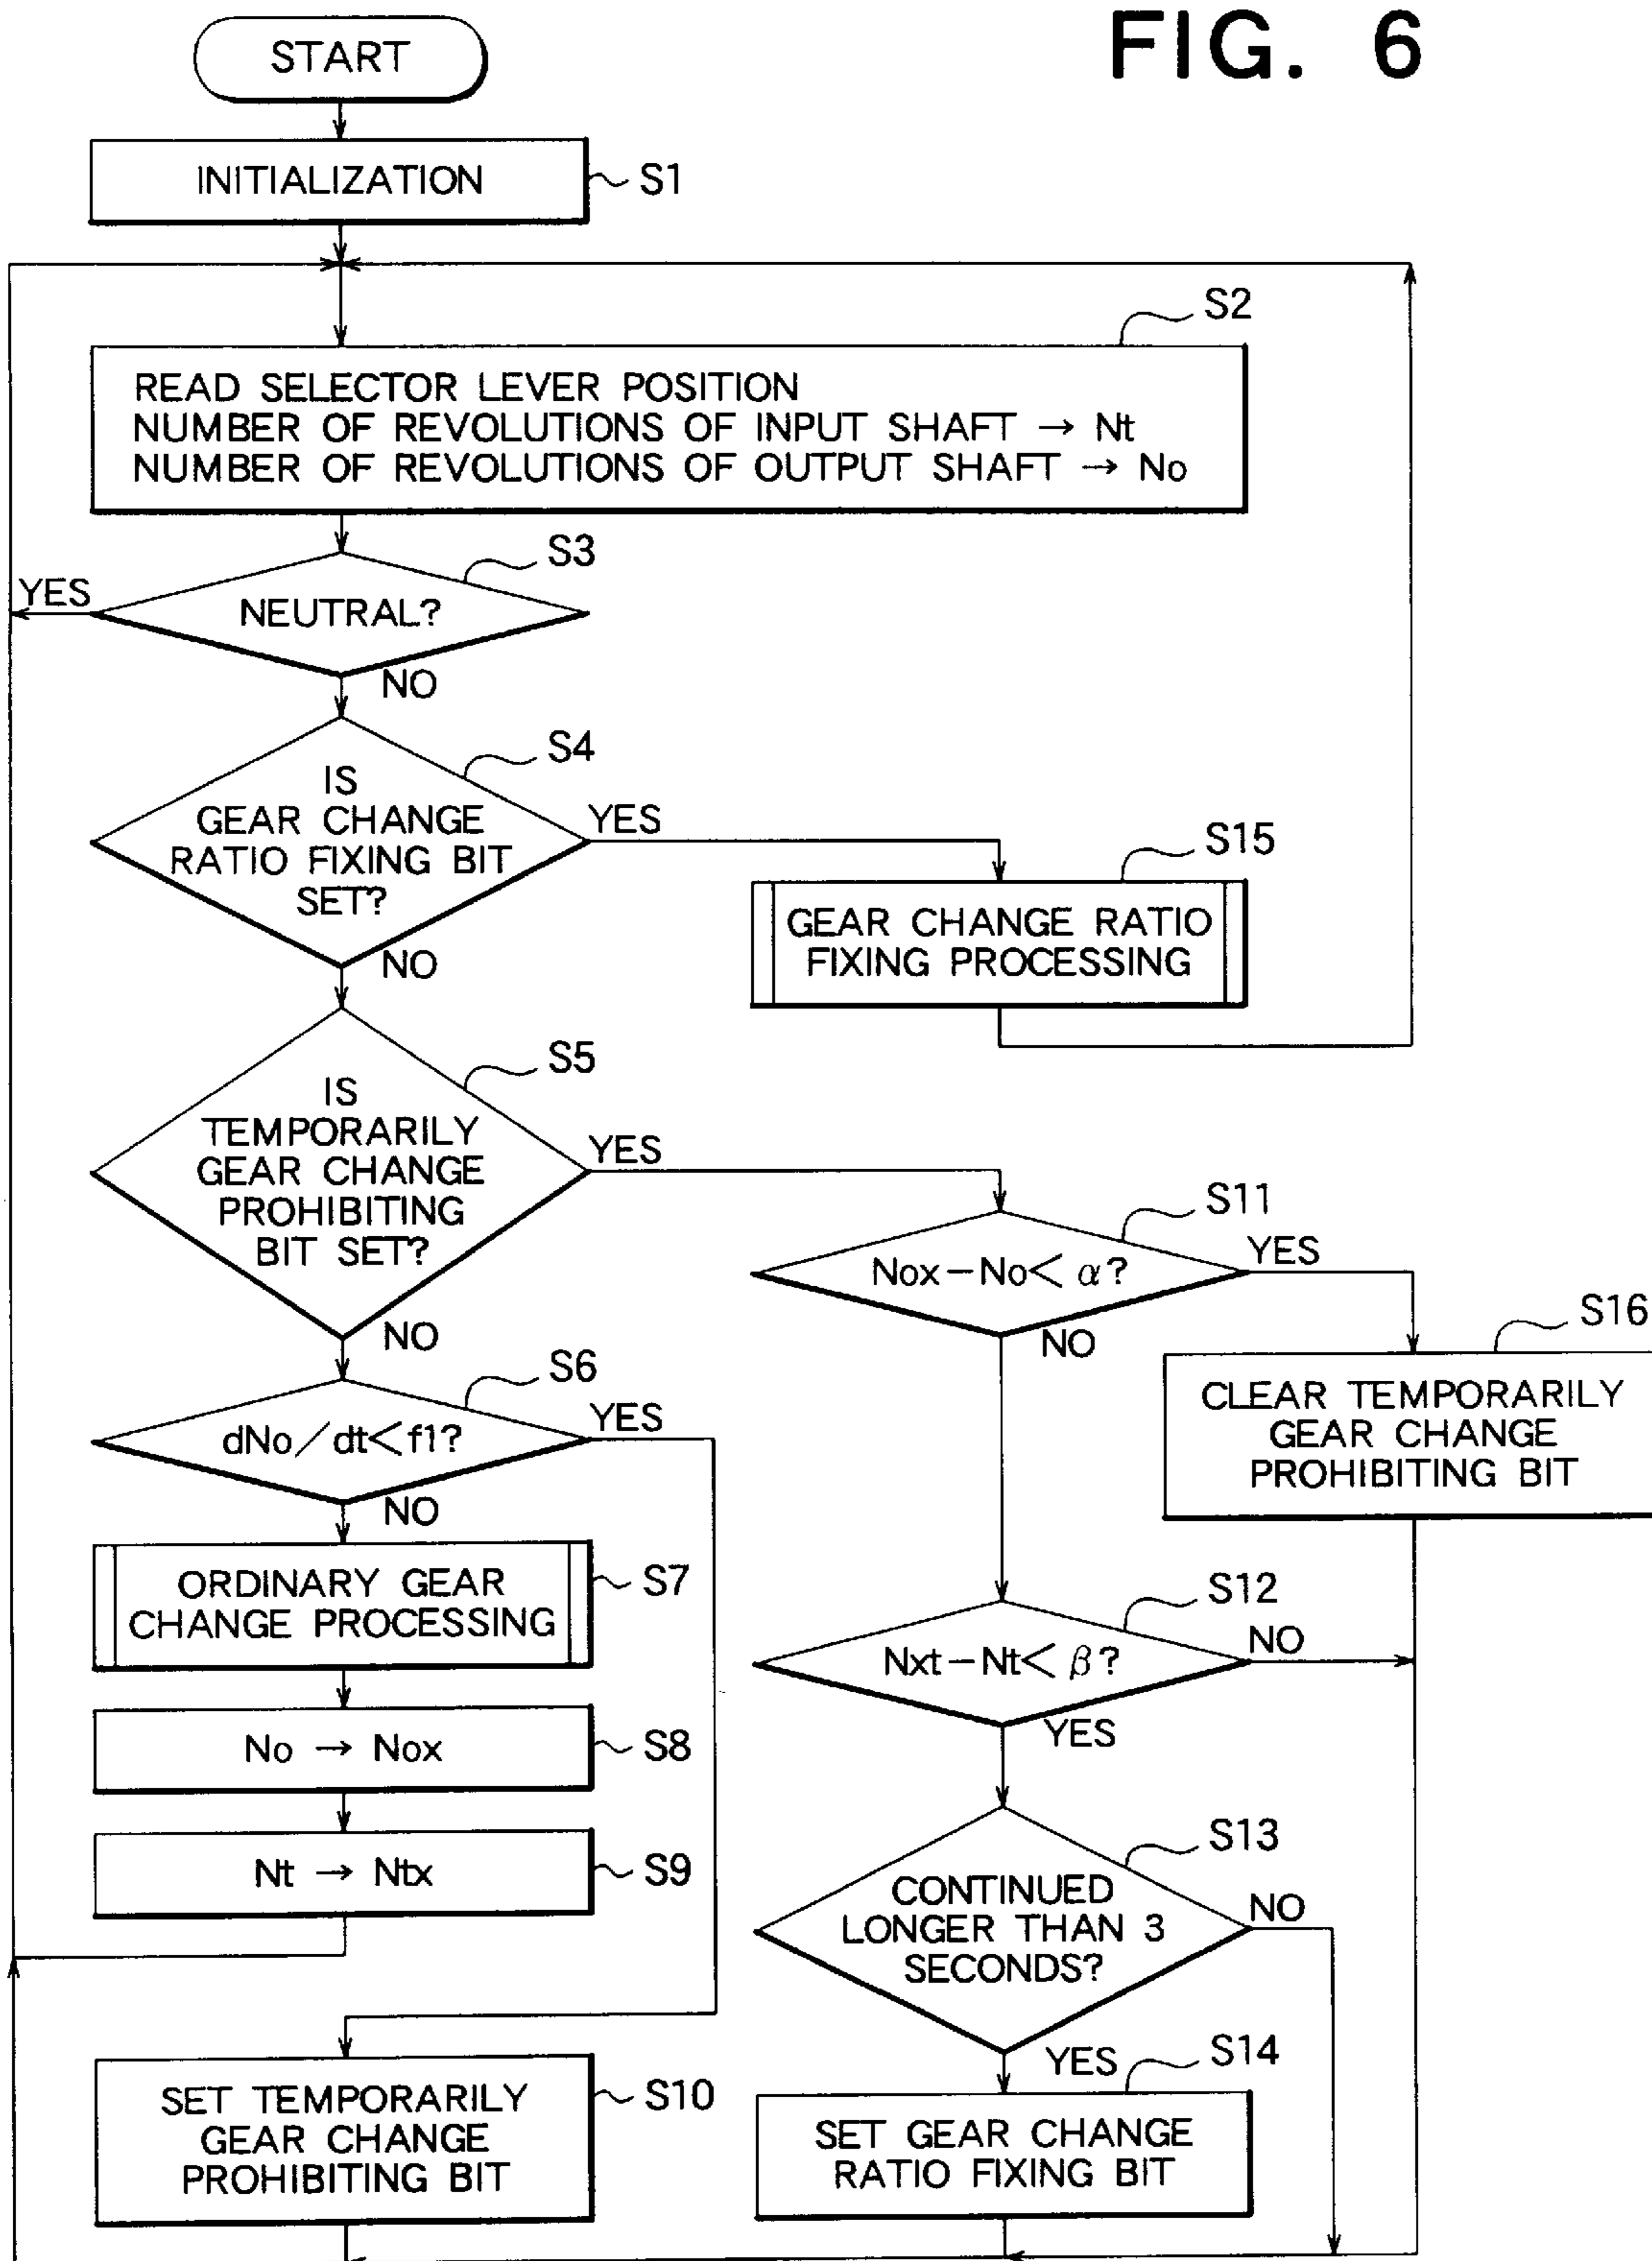 FIG. 6
START
INITIALIZATION
S1
S2
READ SELECTOR LEVER POSITION
NUMBER OF REVOLUTIONS OF INPUT SHAFT → Nt
NUMBER OF REVOLUTIONS OF OUTPUT SHAFT → No
S3
YES
NEUTRAL?
NO
S4
IS
GEAR CHANGE
RATIO FIXING BIT
SET?
YES
NO
S15
GEAR CHANGE RATIO
FIXING PROCESSING
S5
IS
TEMPORARILY
GEAR CHANGE
PROHIBITING
BIT SET?
YES
NO
S11
Nox－No< α?
YES
NO
S16
CLEAR TEMPORARILY
GEAR CHANGE
PROHIBITING BIT
S6
dNo/dt<f1?
YES
NO
ORDINARY GEAR
CHANGE PROCESSING
S7
S12
Nxt－Nt< β?
NO
YES
No → Nox
S8
Nt → Ntx
S9
S13
CONTINUED
LONGER THAN 3
SECONDS?
NO
YES
SET TEMPORARILY
GEAR CHANGE
PROHIBITING BIT
S10
S14
SET GEAR CHANGE
RATIO FIXING BIT